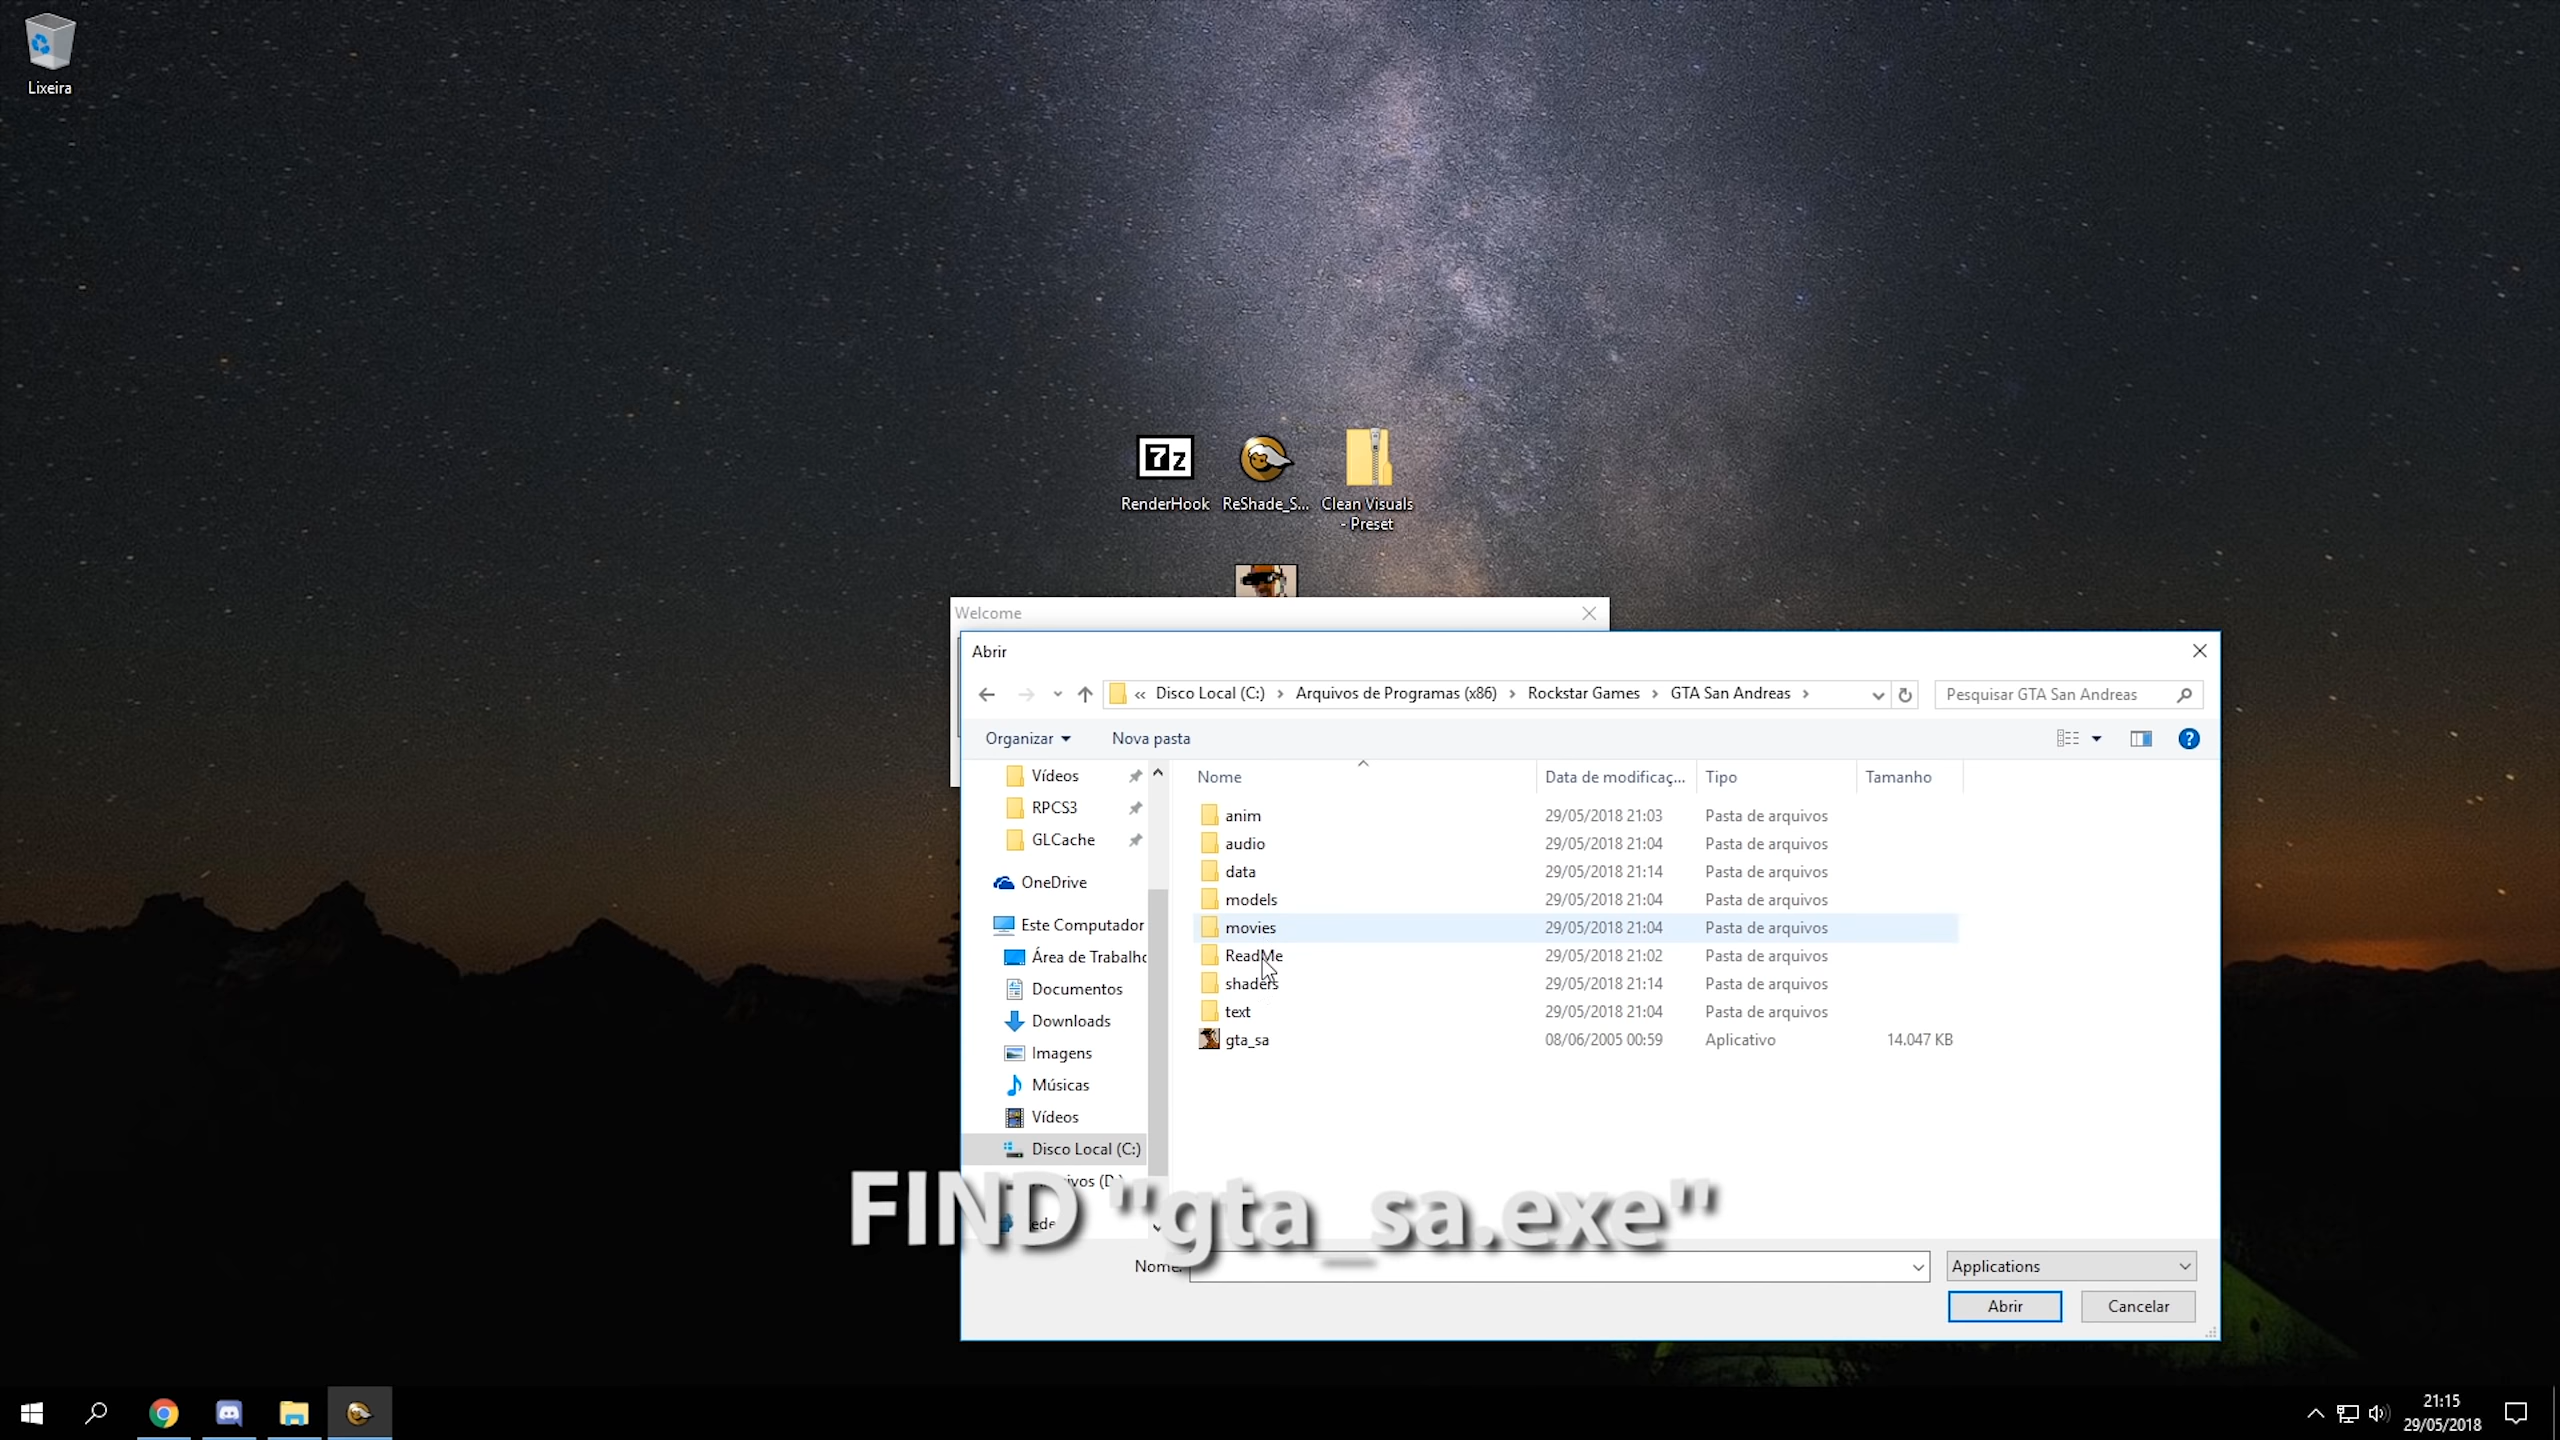 Lixeira
RenderHook
ReShade_S...
Clean Visuals
- Preset
Welcome
Abrir
« Disco Local (C:) › Arquivos de Programas (x86) › Rockstar Games › GTA San Andreas ›
Pesquisar GTA San Andreas
Organizar
Nova pasta
Vídeos
RPCS3
GLCache
OneDrive
Este Computador
Área de Trabalho
Documentos
Downloads
Imagens
Músicas
Vídeos
Disco Local (C:)
Nome Data de modificaç... Tipo Tamanho
anim 29/05/2018 21:03 Pasta de arquivos
audio 29/05/2018 21:04 Pasta de arquivos
data 29/05/2018 21:14 Pasta de arquivos
models 29/05/2018 21:04 Pasta de arquivos
movies 29/05/2018 21:04 Pasta de arquivos
ReadMe 29/05/2018 21:02 Pasta de arquivos
shaders 29/05/2018 21:14 Pasta de arquivos
text 29/05/2018 21:04 Pasta de arquivos
gta_sa 08/06/2005 00:59 Aplicativo 14.047 KB
FIND "gta_sa.exe"
Nome:
Applications
Abrir
Cancelar
21:15
29/05/2018